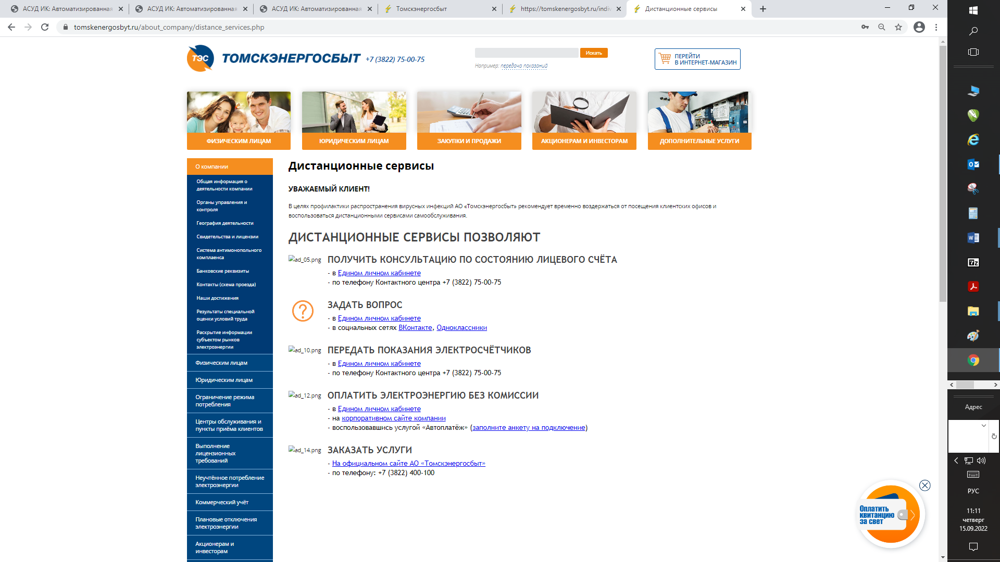 АСУД ИК: Автоматизированная
АСУД ИК: Автоматизированная
АСУД ИК: Автоматизированная
Томскэнергосбыт
https://tomskenergosbyt.ru/indiv
Дистанционные сервисы
tomskenergosbyt.ru/about_company/distance_services.php
ТЭС
ТОМСКЭНЕРГОСБЫТ
+7 (3822) 75-00-75
Искать
Например: передача показаний
ПЕРЕЙТИ
В ИНТЕРНЕТ-МАГАЗИН
ФИЗИЧЕСКИМ ЛИЦАМ
ЮРИДИЧЕСКИМ ЛИЦАМ
ЗАКУПКИ И ПРОДАЖИ
АКЦИОНЕРАМ И ИНВЕСТОРАМ
ДОПОЛНИТЕЛЬНЫЕ УСЛУГИ
О компании
Общая информация о
деятельности компании
Органы управления и
контроля
География деятельности
Свидетельства и лицензии
Система антимонопольного
комплаенса
Банковские реквизиты
Контакты (схема проезда)
Наши достижения
Результаты специальной
оценки условий труда
Раскрытие информации
субъектом рынков
электроэнергии
Физическим лицам
Юридическим лицам
Ограничение режима
потребления
Центры обслуживания и
пункты приёма клиентов
Выполнение
лицензионных
требований
Неучтённое потребление
электроэнергии
Коммерческий учёт
Плановые отключения
электроэнергии
Акционерам и
инвесторам
Дистанционные сервисы
УВАЖАЕМЫЙ КЛИЕНТ!
В целях профилактики распространения вирусных инфекций АО «Томскэнергосбыт» рекомендует временно воздержаться от посещения клиентских офисов и
воспользоваться дистанционными сервисами самообслуживания.
ДИСТАНЦИОННЫЕ СЕРВИСЫ ПОЗВОЛЯЮТ
ad_05.png
ПОЛУЧИТЬ КОНСУЛЬТАЦИЮ ПО СОСТОЯНИЮ ЛИЦЕВОГО СЧЁТА
- в Едином личном кабинете
- по телефону Контактного центра +7 (3822) 75-00-75
ЗАДАТЬ ВОПРОС
- в Едином личном кабинете
- в социальных сетях ВКонтакте, Одноклассники
ad_10.png
ПЕРЕДАТЬ ПОКАЗАНИЯ ЭЛЕКТРОСЧЁТЧИКОВ
- в Едином личном кабинете
- по телефону Контактного центра +7 (3822) 75-00-75
ad_12.png
ОПЛАТИТЬ ЭЛЕКТРОЭНЕРГИЮ БЕЗ КОМИССИИ
- в Едином личном кабинете
- на корпоративном сайте компании
- воспользовавшись услугой «Автоплатёж» (заполните анкету на подключение)
ad_14.png
ЗАКАЗАТЬ УСЛУГИ
- На официальном сайте АО «Томскэнергосбыт»
- по телефону: +7 (3822) 400-100
Оплатить
квитанцию
за свет
Адрес
РУС
11:11
четверг
15.09.2022